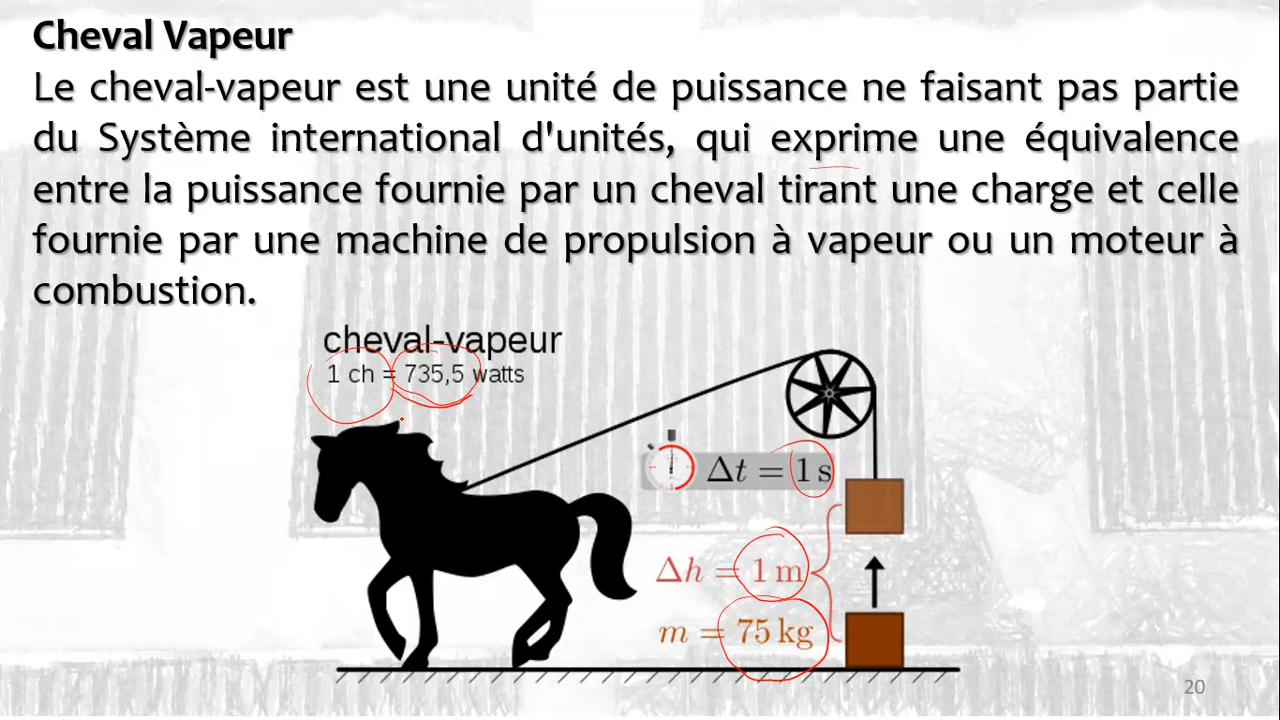 Cheval Vapeur
Le cheval-vapeur est une unité de puissance ne faisant pas partie
du Système international d'unités, qui exprime une équivalence
entre la puissance fournie par un cheval tirant une charge et celle
fournie par une machine de propulsion à vapeur ou un moteur à
combustion.
cheval-vapeur
1 ch = 735,5 watts
Δt = 1 s
Δh = 1 m
m = 75 kg
20